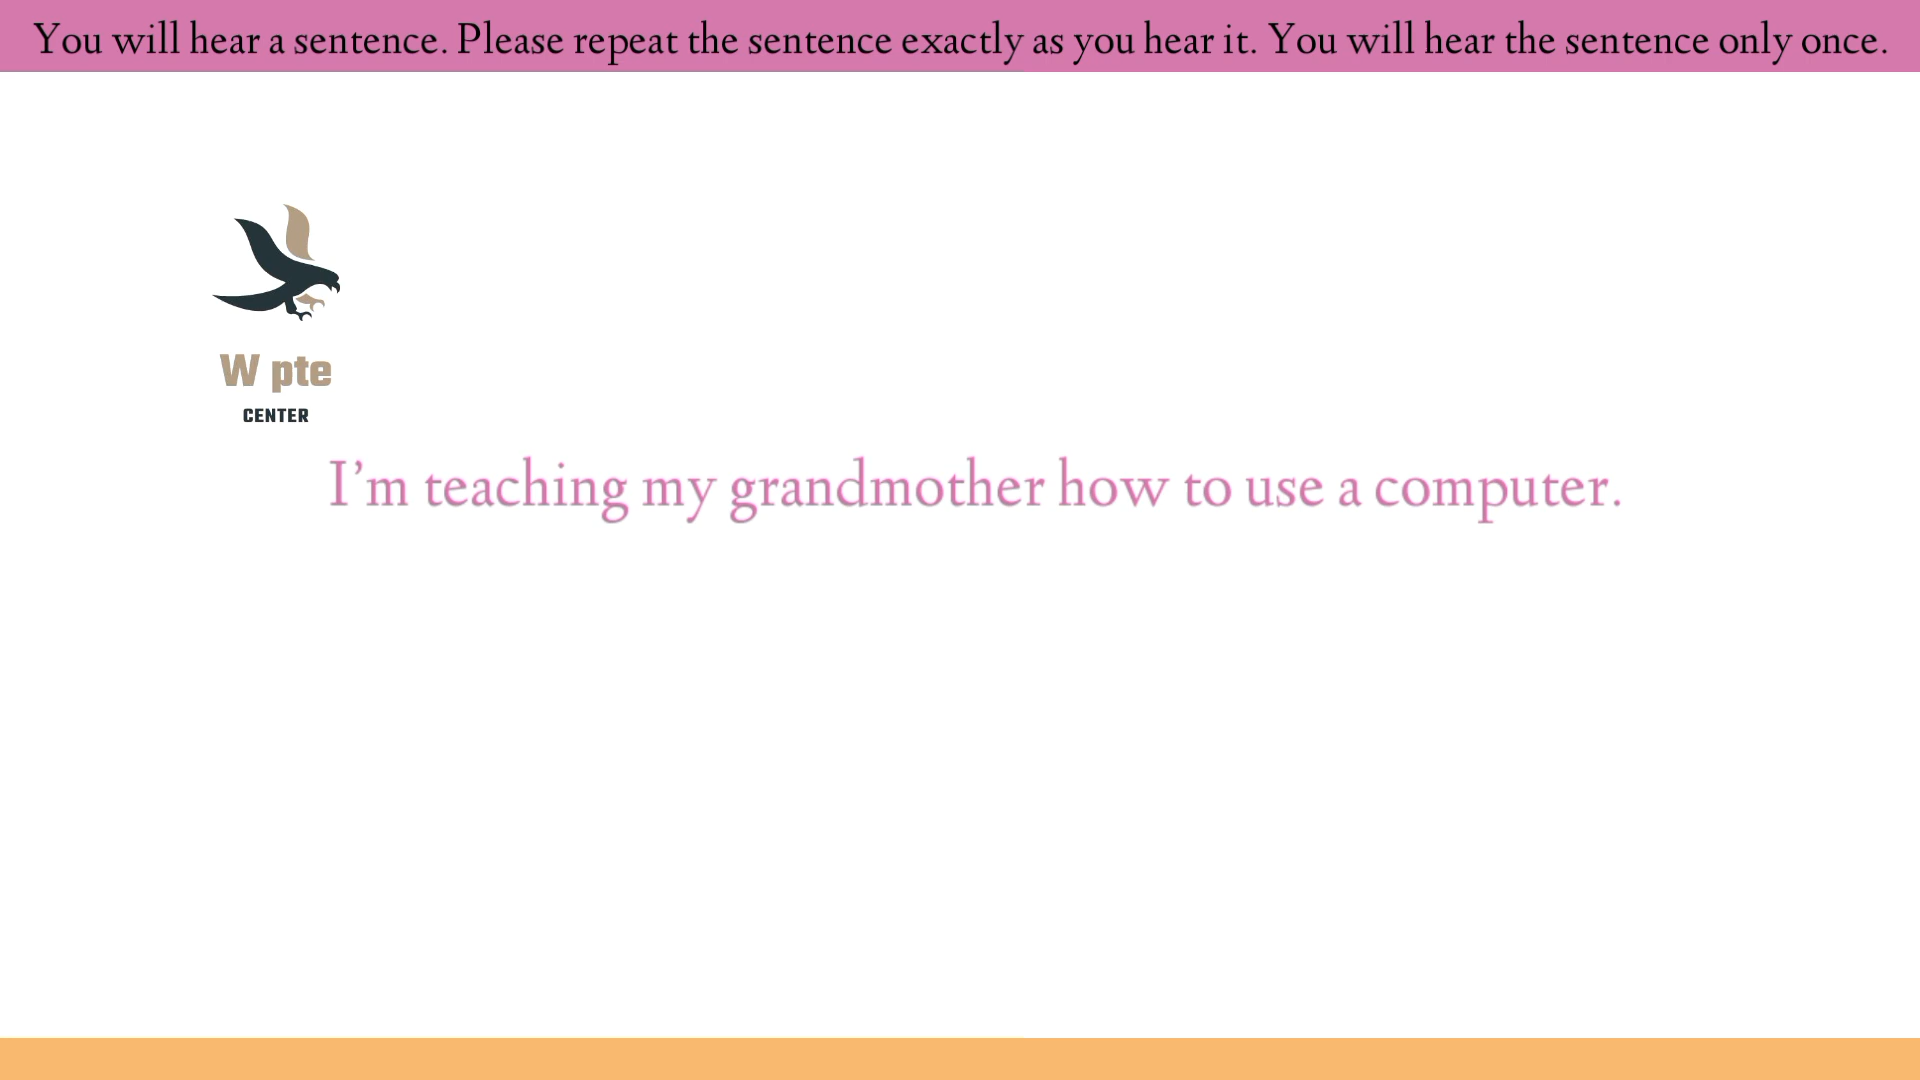 You will hear a sentence. Please repeat the sentence exactly as you hear it. You will hear the sentence only once.
W pte
CENTER
I'm teaching my grandmother how to use a computer.